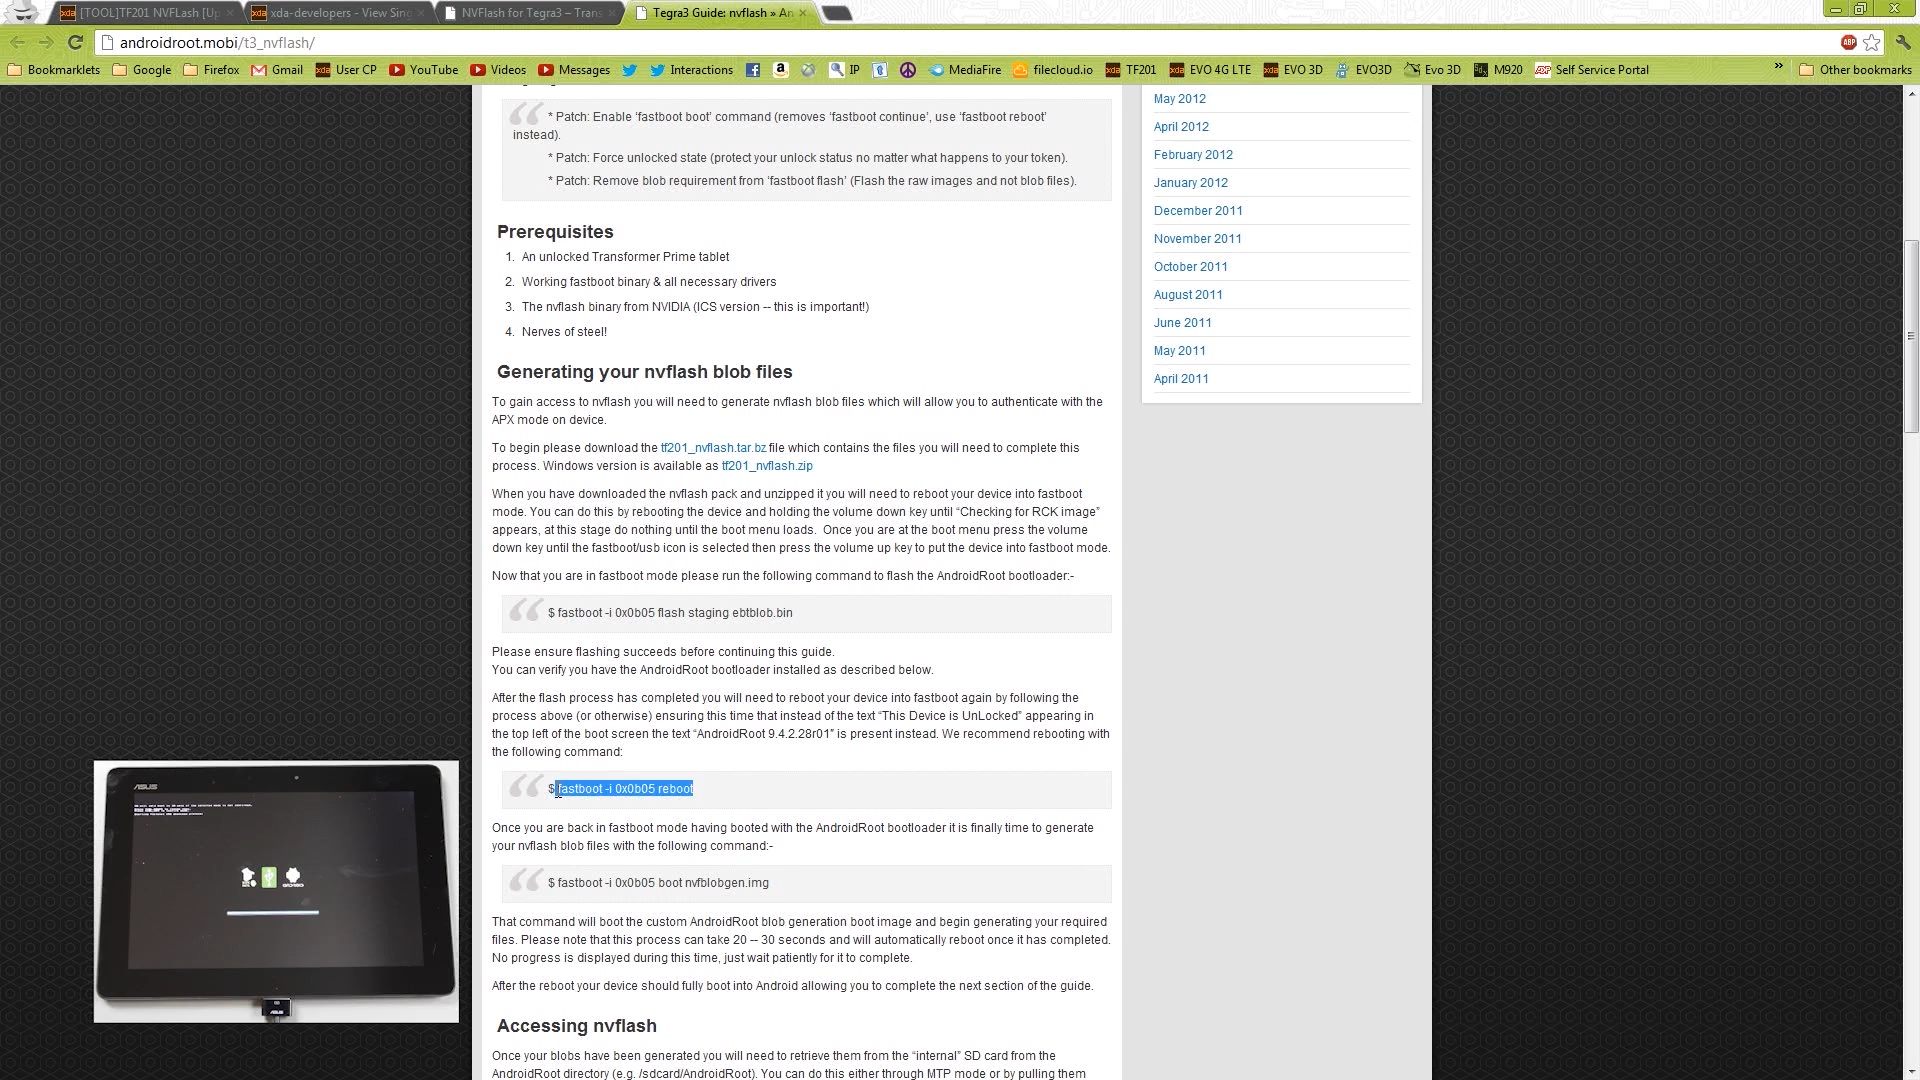 [TOOL]TF201 NVFLash [Up
xda-developers - View Sing
NVFlash for Tegra3 – Trans
Tegra3 Guide: nvflash » An
androidroot.mobi/t3_nvflash/
ABP
Bookmarklets
Google
Firefox
Gmail
User CP
YouTube
Videos
Messages
Interactions
IP
MediaFire
filecloud.io
TF201
EVO 4G LTE
EVO 3D
EVO3D
Evo 3D
M920
Self Service Portal
»
Other bookmarks
* Patch: Enable ‘fastboot boot’ command (removes ‘fastboot continue’, use ‘fastboot reboot’
instead).
* Patch: Force unlocked state (protect your unlock status no matter what happens to your token).
* Patch: Remove blob requirement from ‘fastboot flash’ (Flash the raw images and not blob files).
Prerequisites
1. An unlocked Transformer Prime tablet
2. Working fastboot binary & all necessary drivers
3. The nvflash binary from NVIDIA (ICS version -- this is important!)
4. Nerves of steel!
Generating your nvflash blob files
To gain access to nvflash you will need to generate nvflash blob files which will allow you to authenticate with the
APX mode on device.
To begin please download the tf201_nvflash.tar.bz file which contains the files you will need to complete this
process. Windows version is available as tf201_nvflash.zip
When you have downloaded the nvflash pack and unzipped it you will need to reboot your device into fastboot
mode. You can do this by rebooting the device and holding the volume down key until “Checking for RCK image”
appears, at this stage do nothing until the boot menu loads.  Once you are at the boot menu press the volume
down key until the fastboot/usb icon is selected then press the volume up key to put the device into fastboot mode.
Now that you are in fastboot mode please run the following command to flash the AndroidRoot bootloader:-
$ fastboot -i 0x0b05 flash staging ebtblob.bin
Please ensure flashing succeeds before continuing this guide.
You can verify you have the AndroidRoot bootloader installed as described below.
After the flash process has completed you will need to reboot your device into fastboot again by following the
process above (or otherwise) ensuring this time that instead of the text “This Device is UnLocked” appearing in
the top left of the boot screen the text “AndroidRoot 9.4.2.28r01″ is present instead. We recommend rebooting with
the following command:
$ fastboot -i 0x0b05 reboot
Once you are back in fastboot mode having booted with the AndroidRoot bootloader it is finally time to generate
your nvflash blob files with the following command:-
$ fastboot -i 0x0b05 boot nvfblobgen.img
That command will boot the custom AndroidRoot blob generation boot image and begin generating your required
files. Please note that this process can take 20 -- 30 seconds and will automatically reboot once it has completed.
No progress is displayed during this time, just wait patiently for it to complete.
After the reboot your device should fully boot into Android allowing you to complete the next section of the guide.
Accessing nvflash
Once your blobs have been generated you will need to retrieve them from the “internal” SD card from the
AndroidRoot directory (e.g. /sdcard/AndroidRoot). You can do this either through MTP mode or by pulling them
May 2012
April 2012
February 2012
January 2012
December 2011
November 2011
October 2011
August 2011
June 2011
May 2011
April 2011
ASUS